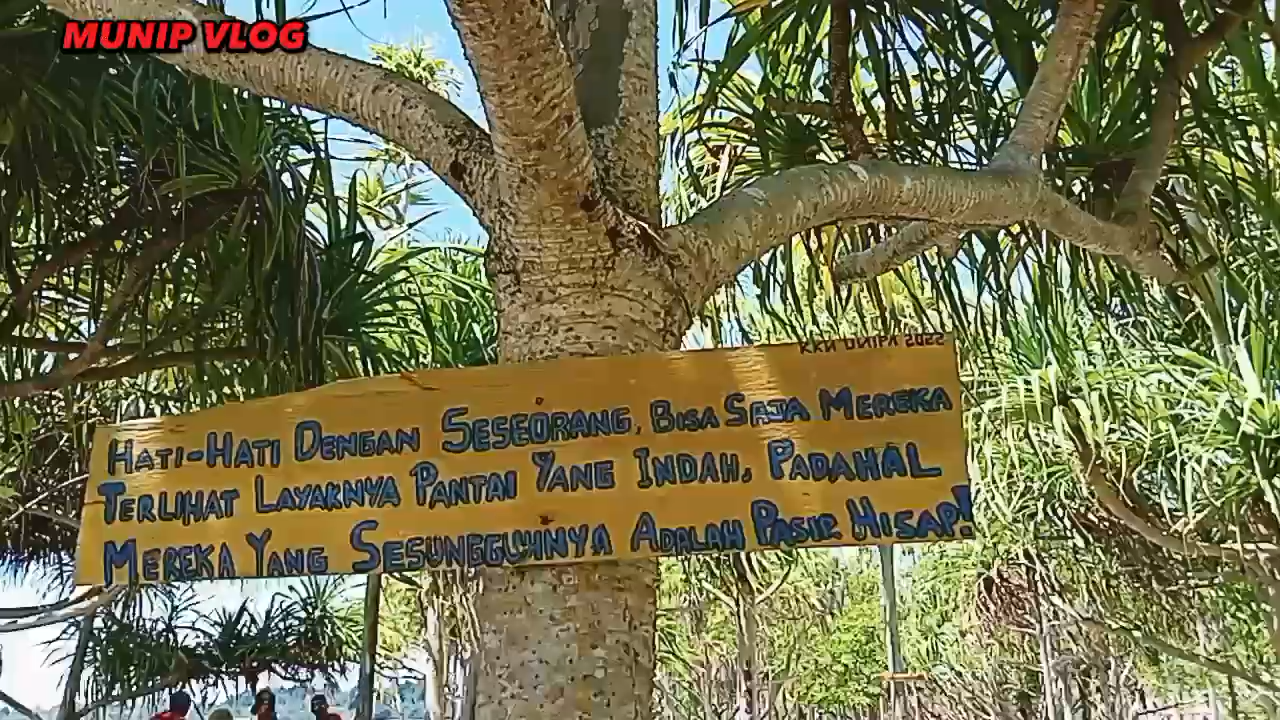 MUNIP VLOG
KKN UNIPA 2022
HATI-HATI DENGAN SESEORANG, BISA SAJA MEREKA
TERLIHAT LAYAKNYA PANTAI YANG INDAH, PADAHAL
MEREKA YANG SESUNGGUHNYA ADALAH PASIR HISAP!